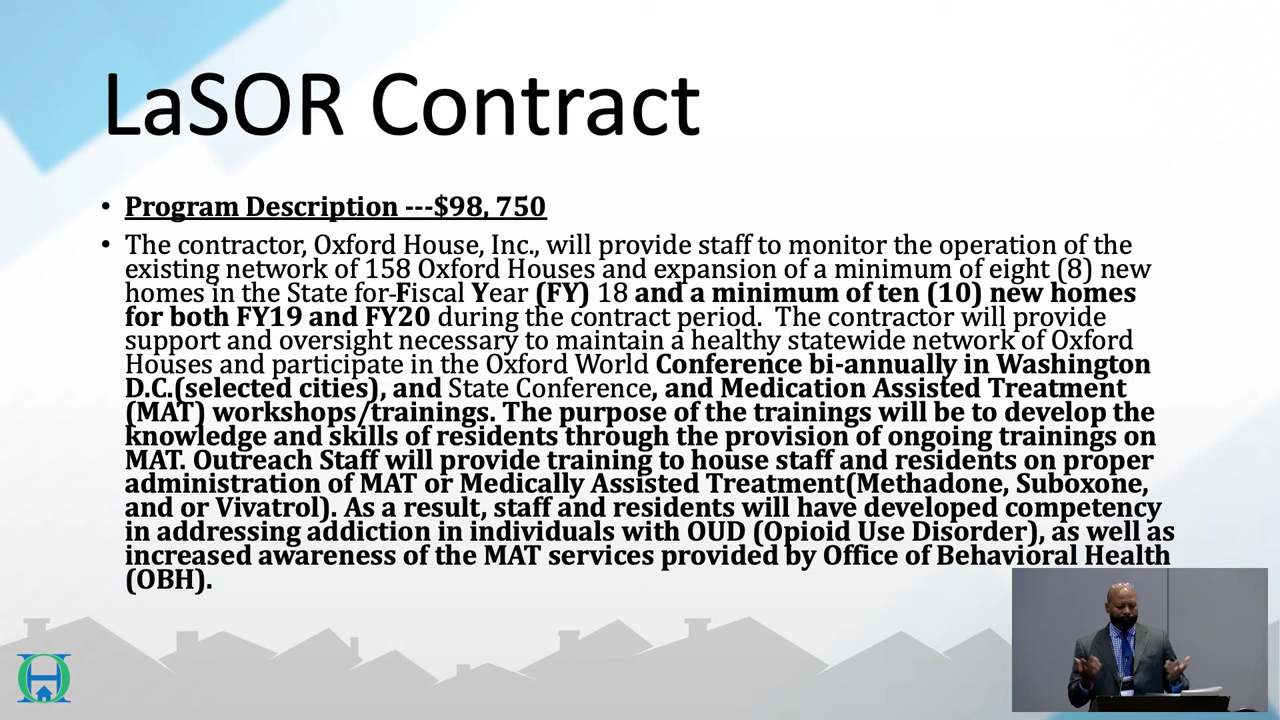 LaSOR Contract
• Program Description ---$98, 750
• The contractor, Oxford House, Inc., will provide staff to monitor the operation of the
existing network of 158 Oxford Houses and expansion of a minimum of eight (8) new
homes in the State for-Fiscal Year (FY) 18 and a minimum of ten (10) new homes
for both FY19 and FY20 during the contract period. The contractor will provide
support and oversight necessary to maintain a healthy statewide network of Oxford
Houses and participate in the Oxford World Conference bi-annually in Washington
D.C.(selected cities), and State Conference, and Medication Assisted Treatment
(MAT) workshops/trainings. The purpose of the trainings will be to develop the
knowledge and skills of residents through the provision of ongoing trainings on
MAT. Outreach Staff will provide training to house staff and residents on proper
administration of MAT or Medically Assisted Treatment(Methadone, Suboxone,
and or Vivatrol). As a result, staff and residents will have developed competency
in addressing addiction in individuals with OUD (Opioid Use Disorder), as well as
increased awareness of the MAT services provided by Office of Behavioral Health
(OBH).